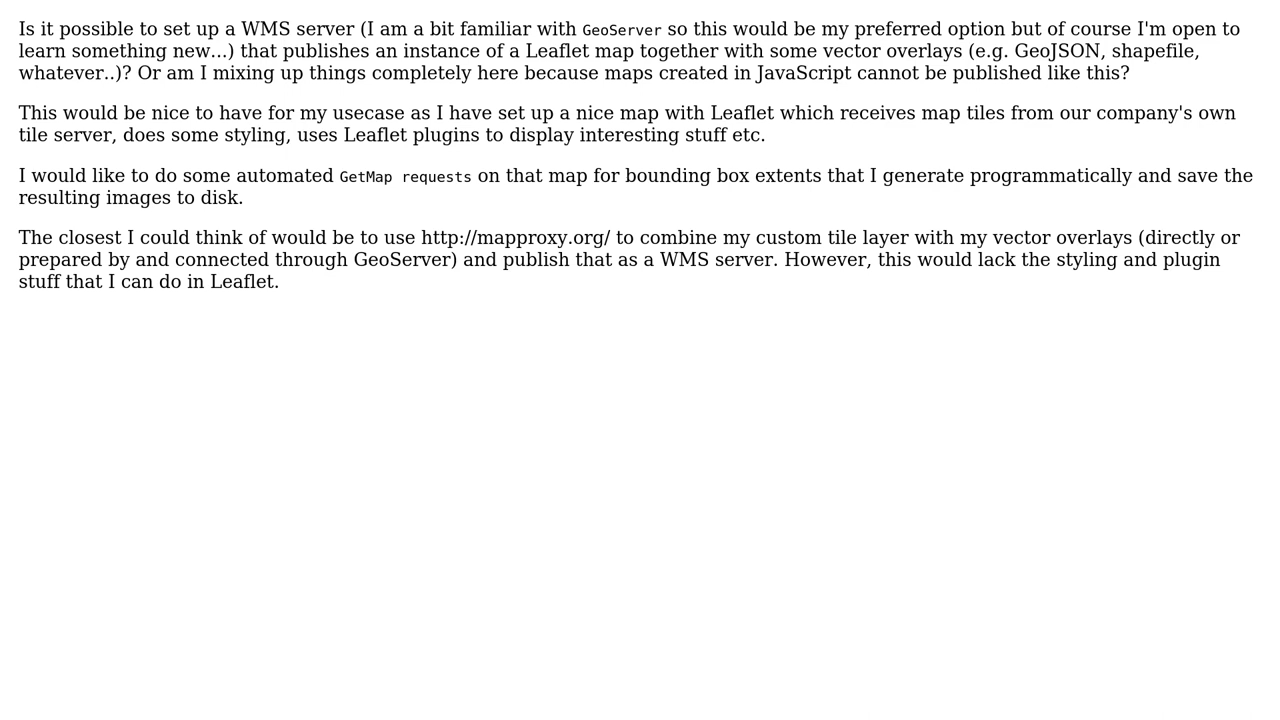 Is it possible to set up a WMS server (I am a bit familiar with GeoServer so this would be my preferred option but of course I'm open to
learn something new...) that publishes an instance of a Leaflet map together with some vector overlays (e.g. GeoJSON, shapefile,
whatever..)? Or am I mixing up things completely here because maps created in JavaScript cannot be published like this?
This would be nice to have for my usecase as I have set up a nice map with Leaflet which receives map tiles from our company's own
tile server, does some styling, uses Leaflet plugins to display interesting stuff etc.
I would like to do some automated GetMap requests on that map for bounding box extents that I generate programmatically and save the
resulting images to disk.
The closest I could think of would be to use http://mapproxy.org/ to combine my custom tile layer with my vector overlays (directly or
prepared by and connected through GeoServer) and publish that as a WMS server. However, this would lack the styling and plugin
stuff that I can do in Leaflet.